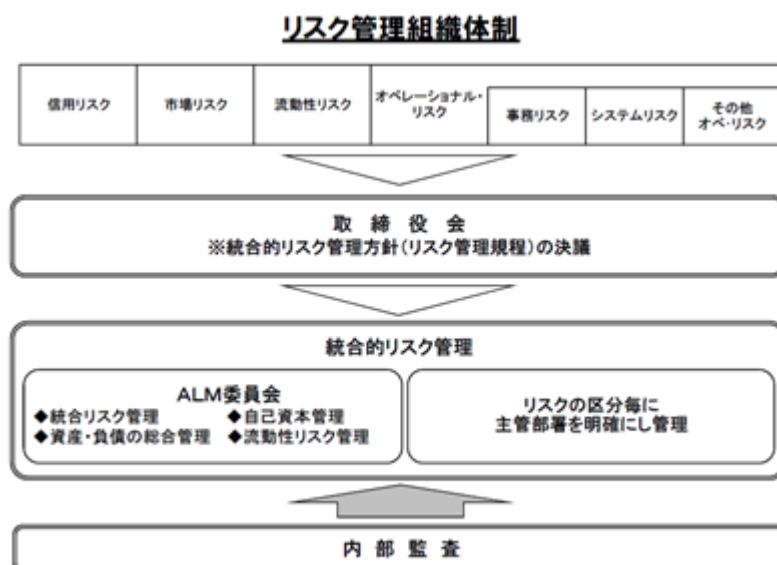 リスク管理組織体制
信用リスク
市場リスク
流動性リスク
オペレーショナル・
リスク
事務リスク
システムリスク
その他
オペ・リスク
取締役会
※統合的リスク管理方針(リスク管理規程)の決議
統合的リスク管理
ALM委員会
◆統合リスク管理 ◆自己資本管理
◆資産・負債の総合管理 ◆流動性リスク管理
リスクの区分毎に
主管部署を明確にし管理
内部監査